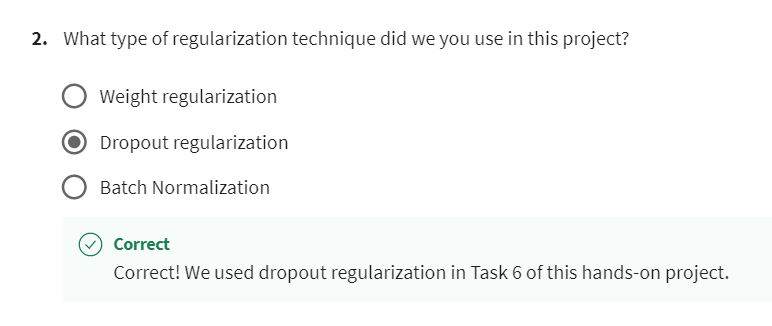 2. What type of regularization technique did we you use in this project?
Weight regularization
Dropout regularization
Batch Normalization
Correct
Correct! We used dropout regularization in Task 6 of this hands-on project.